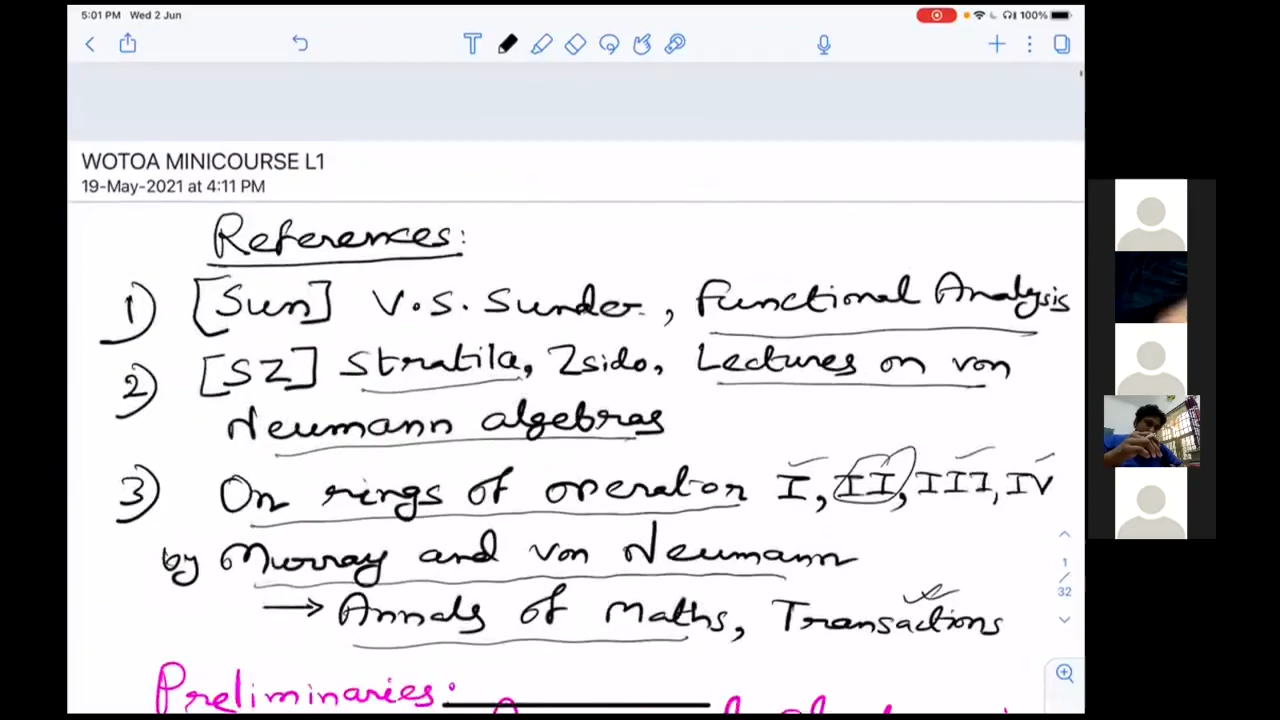 5:01 PM Wed 2 Jun
100%
WOTOA MINICOURSE L1
19-May-2021 at 4:11 PM
References:
1) [Sun] V.S. Sunder, Functional Analysis
2) [SZ] Stratila, Zsido, Lectures on von
Neumann algebras
3) On rings of operator I, II, III, IV
by Murray and von Neumann
→ Annals of Maths, Transactions
1
/
32
Preliminaries: